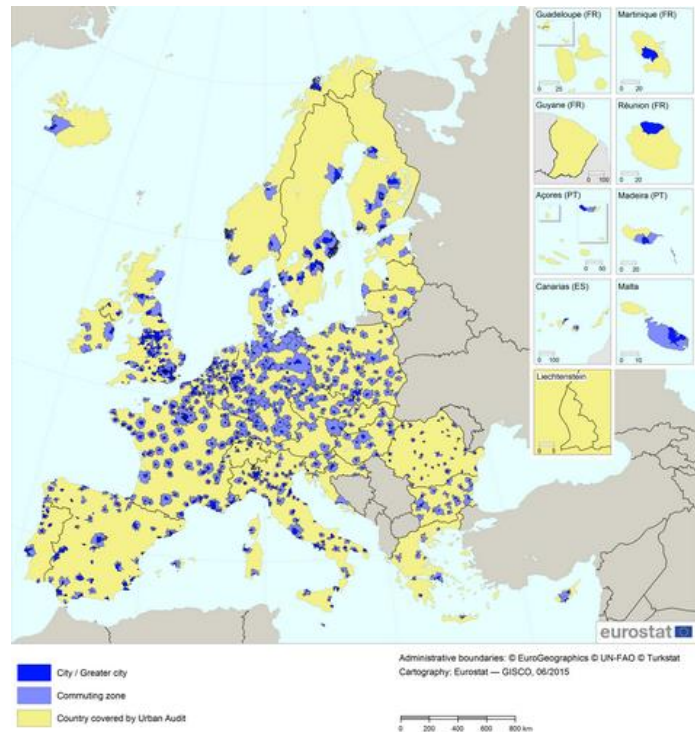 Guadeloupe (FR)
Martinique (FR)
0 25
0 20
Guyane (FR)
Réunion (FR)
0 100
0 20
Açores (PT)
Madeira (PT)
0 50
0 20
Canarias (ES)
Malta
0 100
0 10
Liechtenstein
0 5
eurostat
City / Greater city
Commuting zone
Country covered by Urban Audit
Administrative boundaries: © EuroGeographics © UN-FAO © Turkstat
Cartography: Eurostat — GISCO, 06/2015
0 200 400 600 800 km